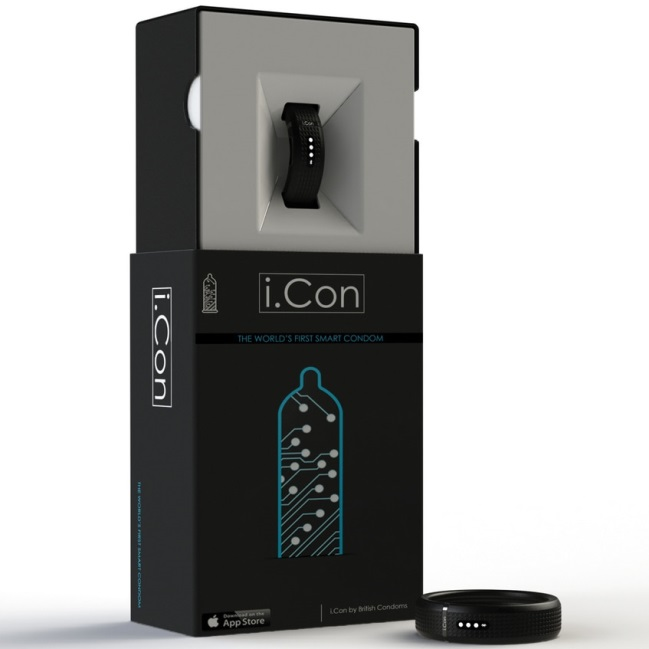 i.Con
i.Con
THE WORLD'S FIRST SMART CONDOM
i.Con
THE WORLD'S FIRST SMART CONDOM
Download on the
App Store
i.Con by British Condoms